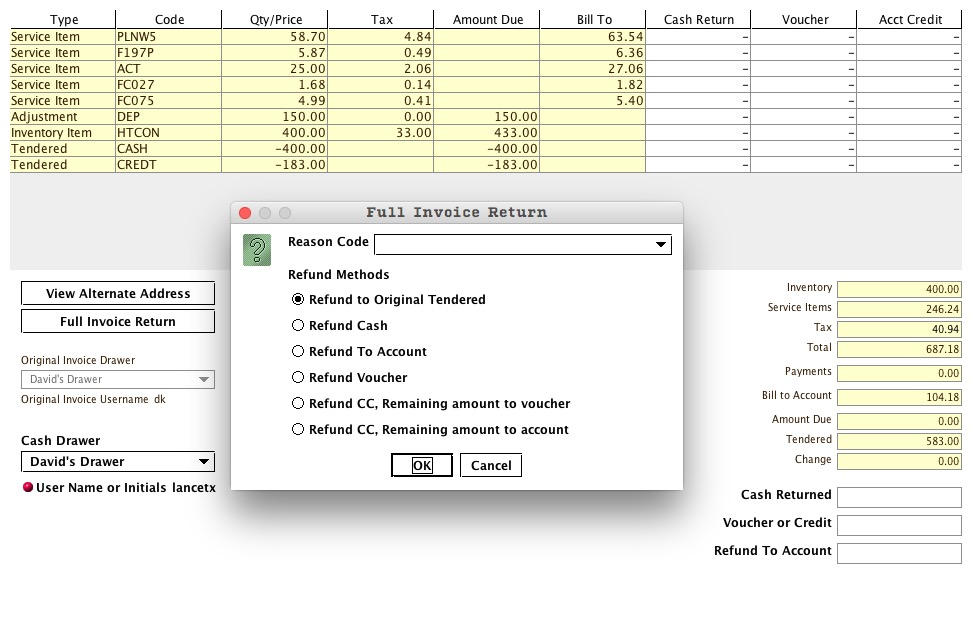 Type Code Qty/Price Tax Amount Due Bill To Cash Return Voucher Acct Credit
Service Item PLNW5 58.70 4.84 63.54 – – –
Service Item F197P 5.87 0.49 6.36 – – –
Service Item ACT 25.00 2.06 27.06 – – –
Service Item FC027 1.68 0.14 1.82 – – –
Service Item FC075 4.99 0.41 5.40 – – –
Adjustment DEP 150.00 0.00 150.00 – – –
Inventory Item HTCON 400.00 33.00 433.00 – – –
Tendered CASH –400.00 –400.00 – – –
Tendered CREDT –183.00 –183.00 – – –
Full Invoice Return
?
Reason Code
Refund Methods
Refund to Original Tendered
Refund Cash
Refund To Account
Refund Voucher
Refund CC, Remaining amount to voucher
Refund CC, Remaining amount to account
OK Cancel
View Alternate Address
Full Invoice Return
Original Invoice Drawer
David's Drawer
Original Invoice Username dk
Cash Drawer
David's Drawer
User Name or Initials lancetx
Inventory 400.00
Service Items 246.24
Tax 40.94
Total 687.18
Payments 0.00
Bill to Account 104.18
Amount Due 0.00
Tendered 583.00
Change 0.00
Cash Returned
Voucher or Credit
Refund To Account